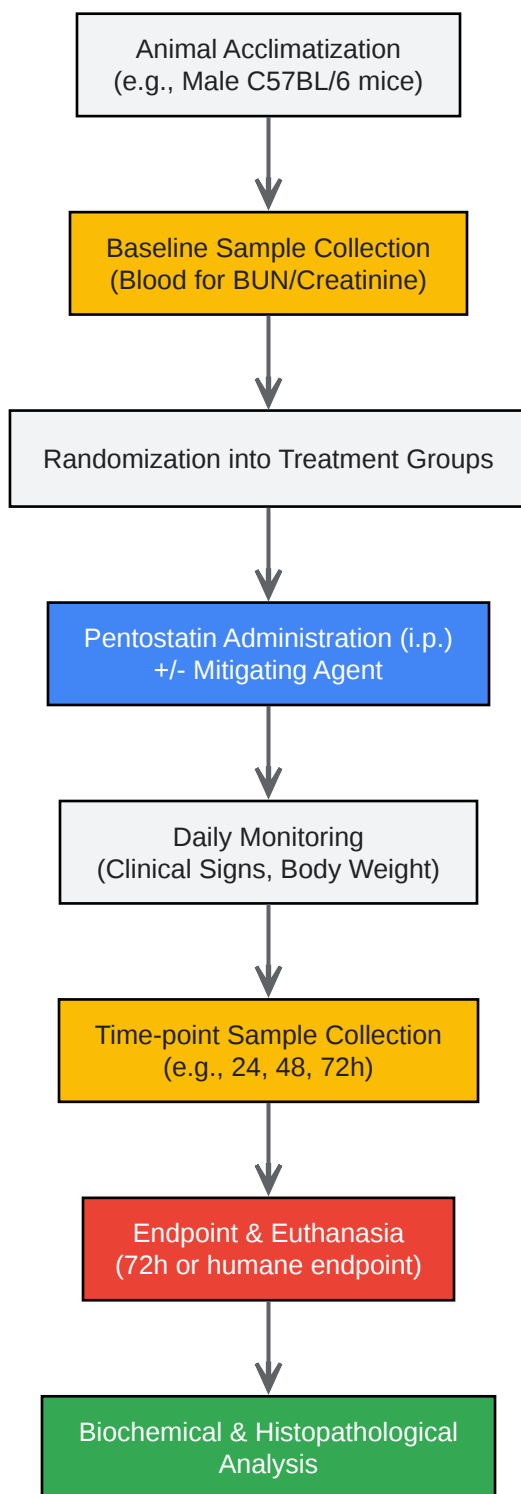 Animal Acclimatization
(e.g., Male C57BL/6 mice)
Baseline Sample Collection
(Blood for BUN/Creatinine)
Randomization into Treatment Groups
Pentostatin Administration (i.p.)
+/- Mitigating Agent
Daily Monitoring
(Clinical Signs, Body Weight)
Time-point Sample Collection
(e.g., 24, 48, 72h)
Endpoint & Euthanasia
(72h or humane endpoint)
Biochemical & Histopathological
Analysis